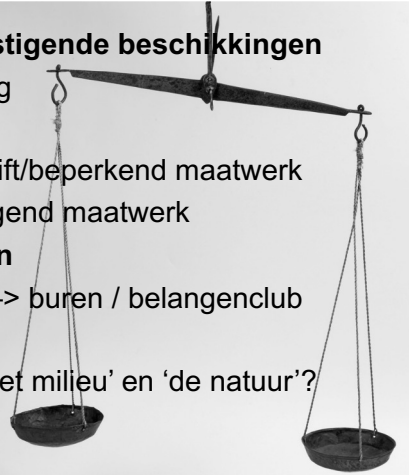 stigende beschikkingen
g
ift/beperkend maatwerk
gend maatwerk
n
-> buren / belangenclub
et milieu' en 'de natuur'?